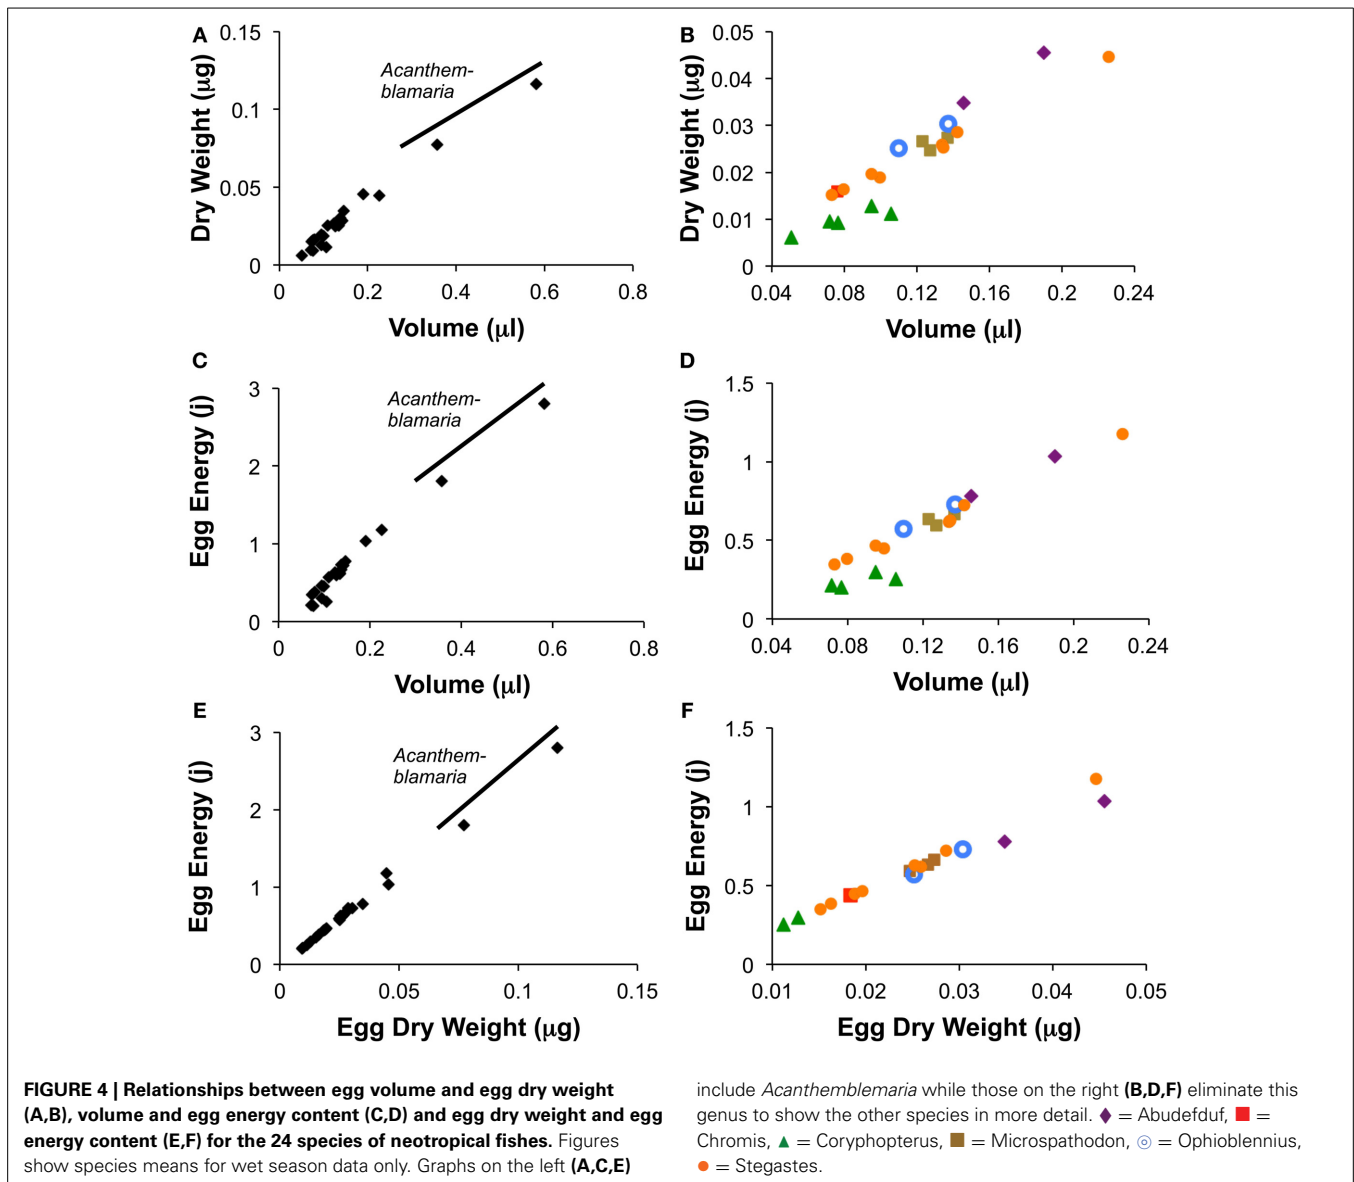 A
0.15
0.1
0.05
0
Dry Weight (µg)
Acanthem-
blamaria
0
0.2
0.4
0.6
0.8
Volume (µl)
B
0.05
0.04
0.03
0.02
0.01
0
Dry Weight (µg)
0.04
0.08
0.12
0.16
0.2
0.24
Volume (µl)
C
3
2
1
0
Egg Energy (j)
Acanthem-
blamaria
0
0.2
0.4
0.6
0.8
Volume (µl)
D
1.5
1
0.5
0
Egg Energy (j)
0.04
0.08
0.12
0.16
0.2
0.24
Volume (µl)
E
3
2
1
0
Egg Energy (j)
Acanthem-
blamaria
0
0.05
0.1
0.15
Egg Dry Weight (µg)
F
1.5
1
0.5
0
Egg Energy (j)
0.01
0.02
0.03
0.04
0.05
Egg Dry Weight (µg)
FIGURE 4 | Relationships between egg volume and egg dry weight
(A,B), volume and egg energy content (C,D) and egg dry weight and egg
energy content (E,F) for the 24 species of neotropical fishes. Figures
show species means for wet season data only. Graphs on the left (A,C,E)
include Acanthemblemaria while those on the right (B,D,F) eliminate this
genus to show the other species in more detail. ◆ = Abudefduf, ■ =
Chromis, ▲ = Coryphopterus, ■ = Microspathodon, ◎ = Ophioblennius,
● = Stegastes.